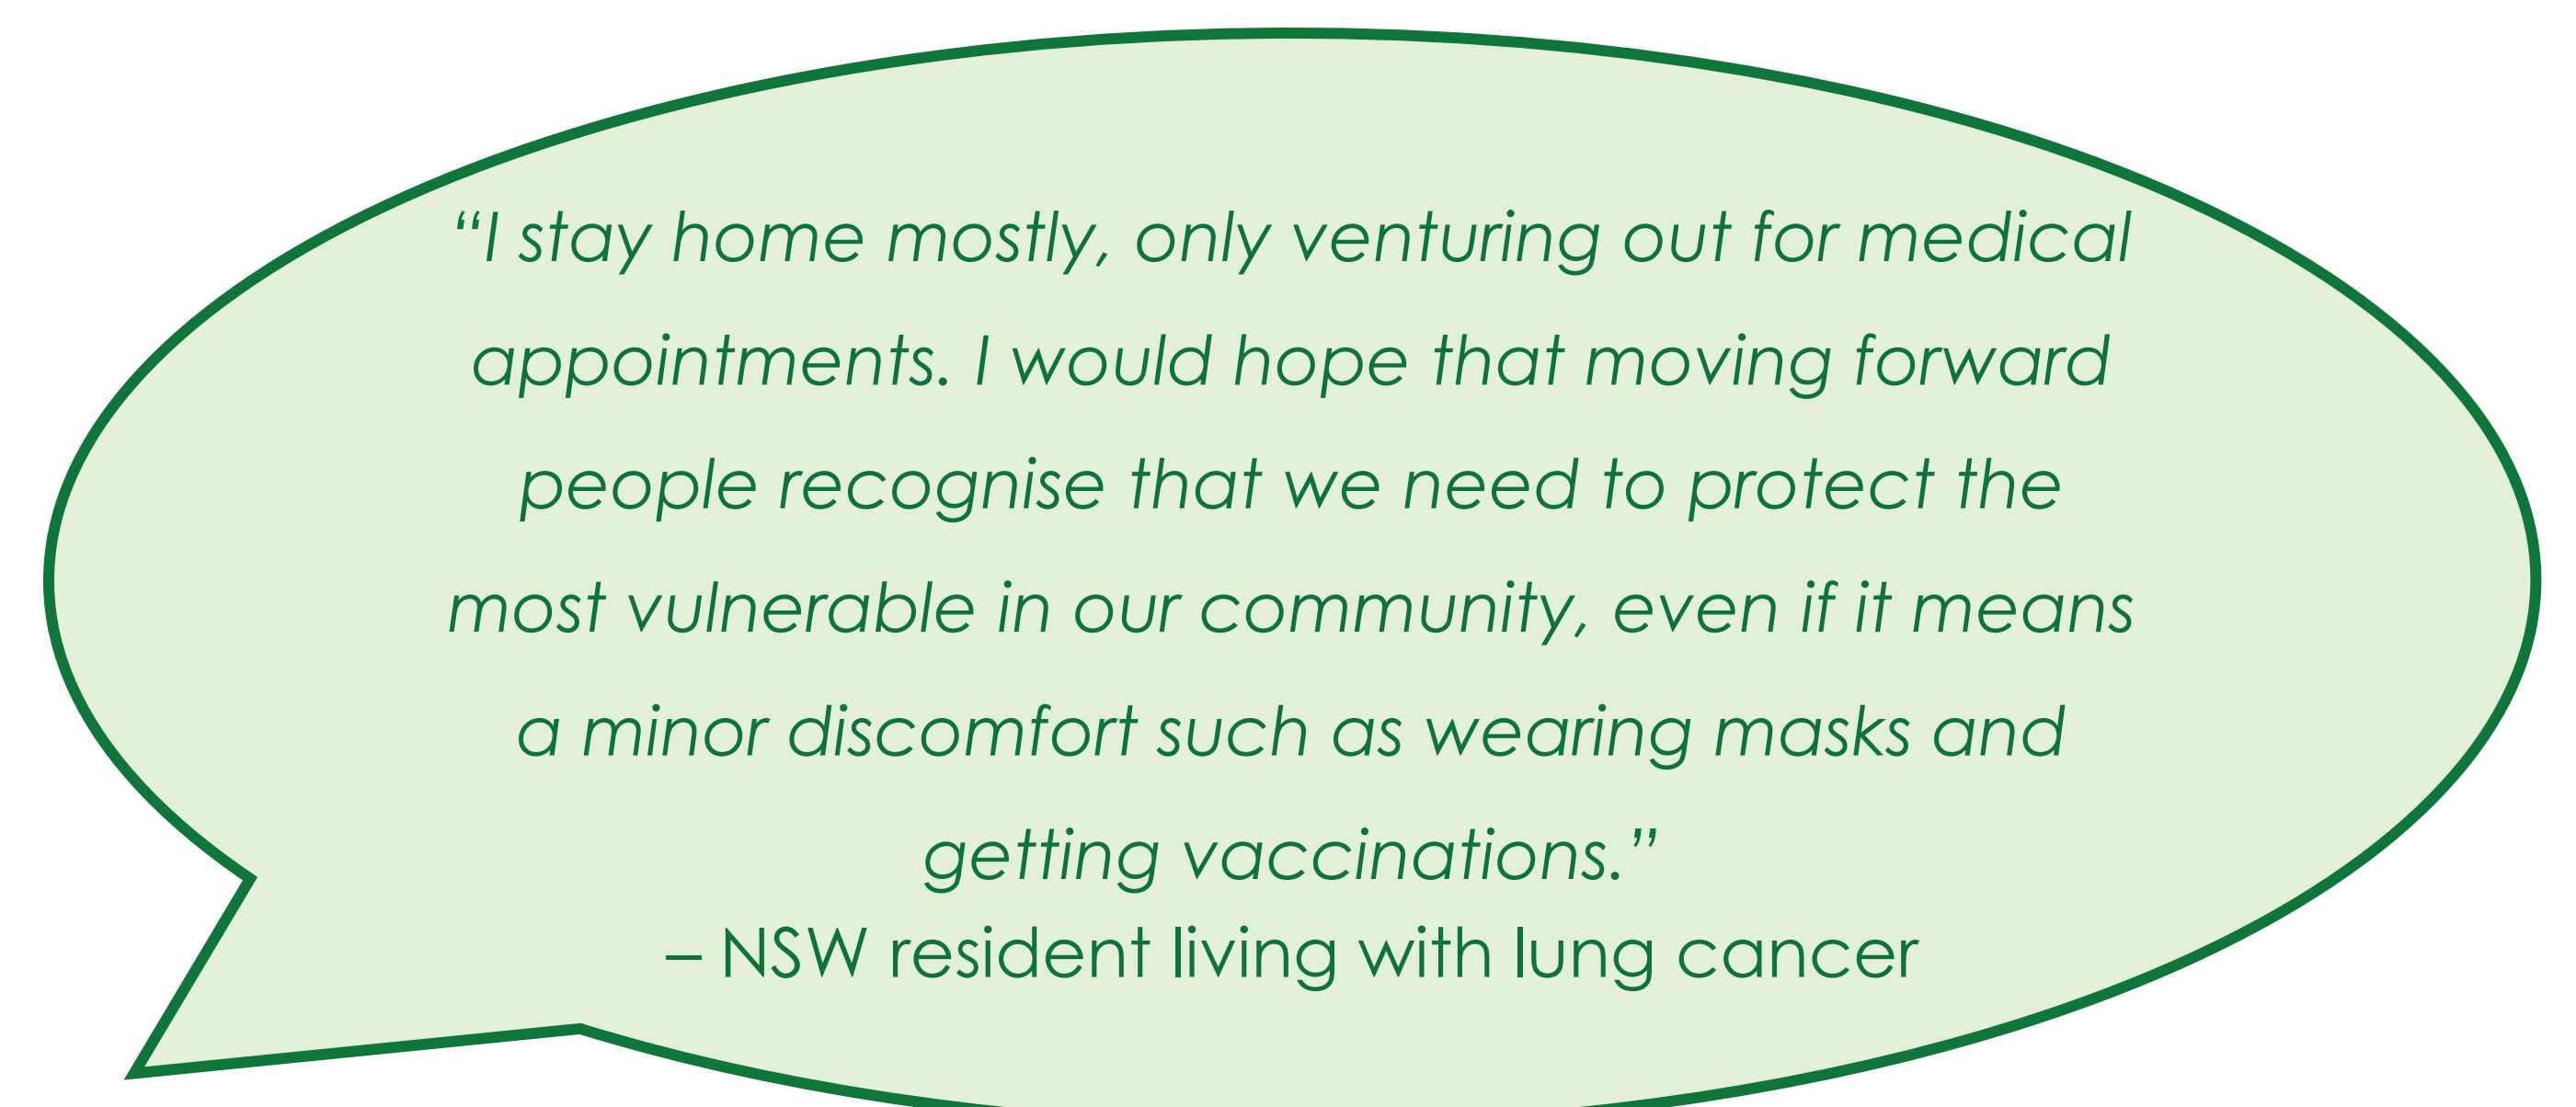 “I stay home mostly, only venturing out for medical
appointments. I would hope that moving forward
people recognise that we need to protect the
most vulnerable in our community, even if it means
a minor discomfort such as wearing masks and
getting vaccinations.”
– NSW resident living with lung cancer